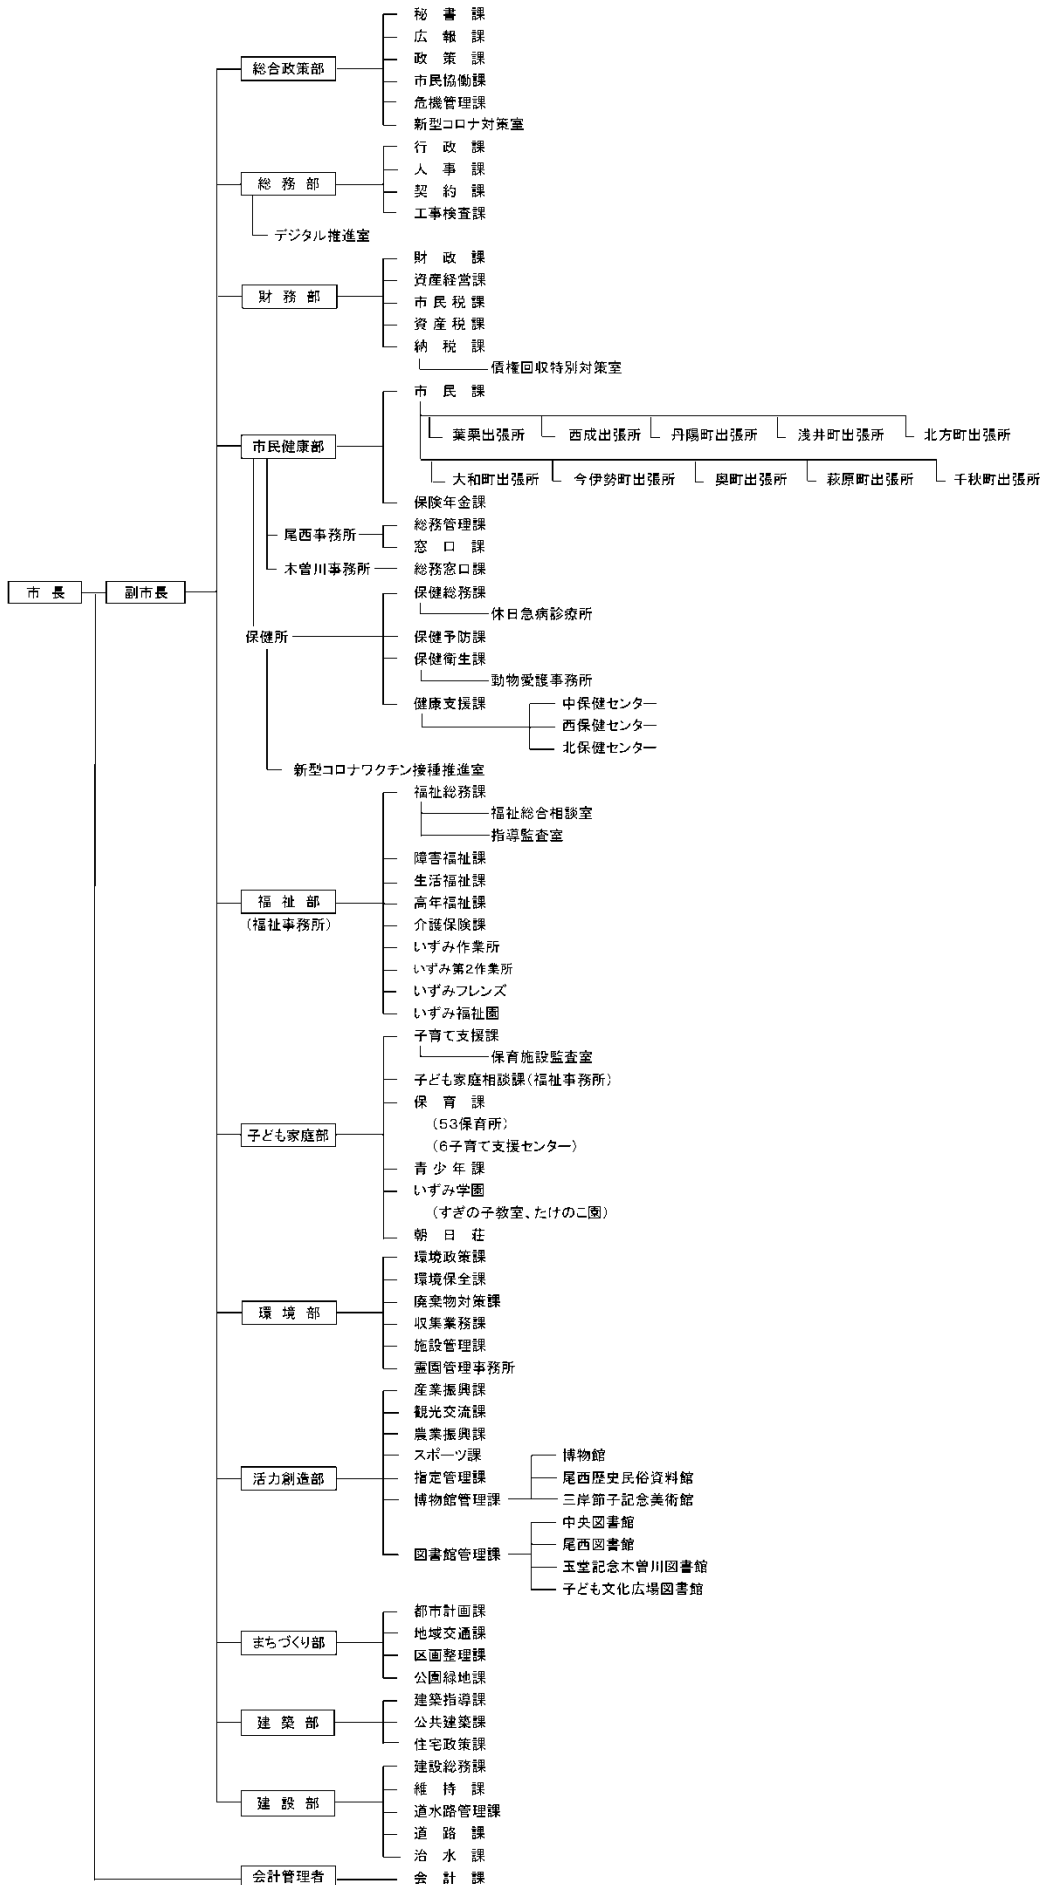 秘書課
広報課
政策課
総合政策部
市民協働課
危機管理課
新型コロナ対策室
行政課
人事課
総務部
契約課
工事検査課
デジタル推進室
財政課
資産経営課
財務部
市民税課
資産税課
納税課
債権回収特別対策室
市民課
葉栗出張所 西成出張所 丹陽町出張所 浅井町出張所 北方町出張所
市民健康部
大和町出張所 今伊勢町出張所 奥町出張所 萩原町出張所 千秋町出張所
保険年金課
尾西事務所 総務管理課
窓口課
木曽川事務所 総務窓口課
市長 副市長
保健総務課
休日急病診療所
保健所 保健予防課
保健衛生課
動物愛護事務所
健康支援課 中保健センター
西保健センター
北保健センター
新型コロナワクチン接種推進室
福祉総務課
福祉総合相談室
指導監査室
障害福祉課
生活福祉課
福祉部 高年福祉課
(福祉事務所) 介護保険課
いずみ作業所
いずみ第2作業所
いずみフレンズ
いずみ福祉園
子育て支援課
保育施設監査室
子ども家庭相談課(福祉事務所)
保育課
(53保育所)
子ども家庭部
(6子育て支援センター)
青少年課
いずみ学園
(すぎの子教室、たけのこ園)
朝日荘
環境政策課
環境保全課
廃棄物対策課
環境部
収集業務課
施設管理課
霊園管理事務所
産業振興課
観光交流課
農業振興課
スポーツ課 博物館
活力創造部 指定管理課 尾西歴史民俗資料館
博物館管理課 三岸節子記念美術館
中央図書館
尾西図書館
図書館管理課
玉堂記念木曽川図書館
子ども文化広場図書館
都市計画課
地域交通課
まちづくり部
区画整理課
公園緑地課
建築指導課
建築部 公共建築課
住宅政策課
建設総務課
維持課
建設部
道水路管理課
道路課
治水課
会計管理者 会計課